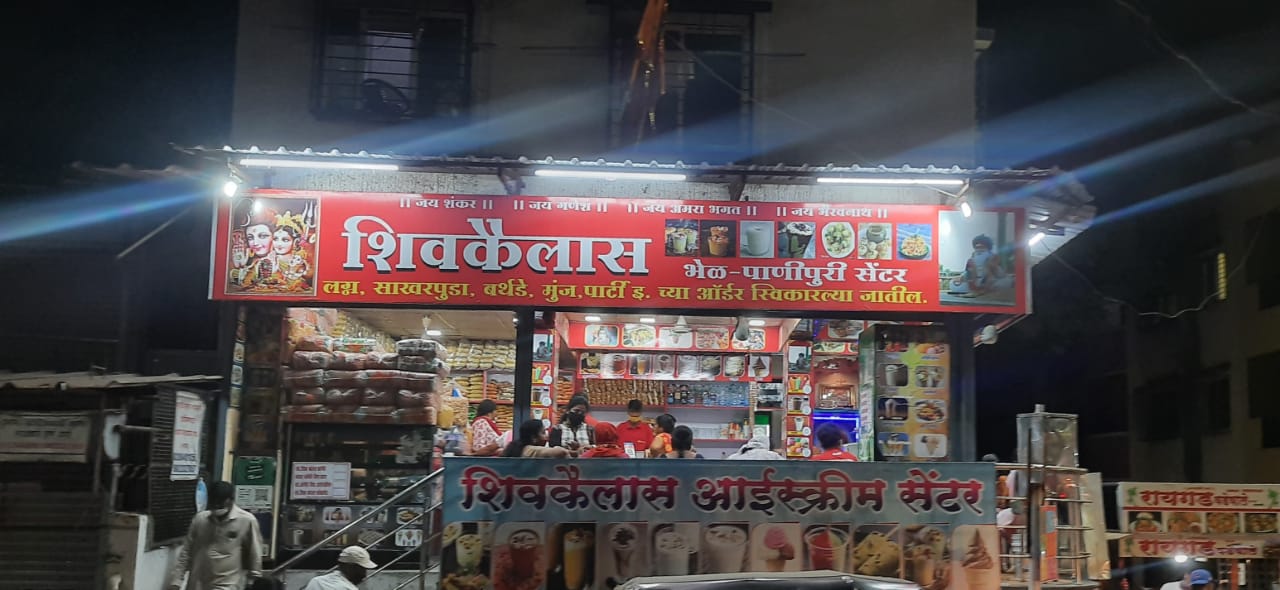 || जय शंकर || || जय गणेश || || जय अमरा भगत || || जय भैरवनाथ ||
शिवकैलास
भेळ-पाणीपुरी सेंटर
लग्न, साखरपुडा, बर्थडे, मुंज,पार्टी इ. च्या ऑर्डर स्विकारल्या जातील.
शिवकैलास आईस्क्रीम सेंटर
रायगड
रायगड